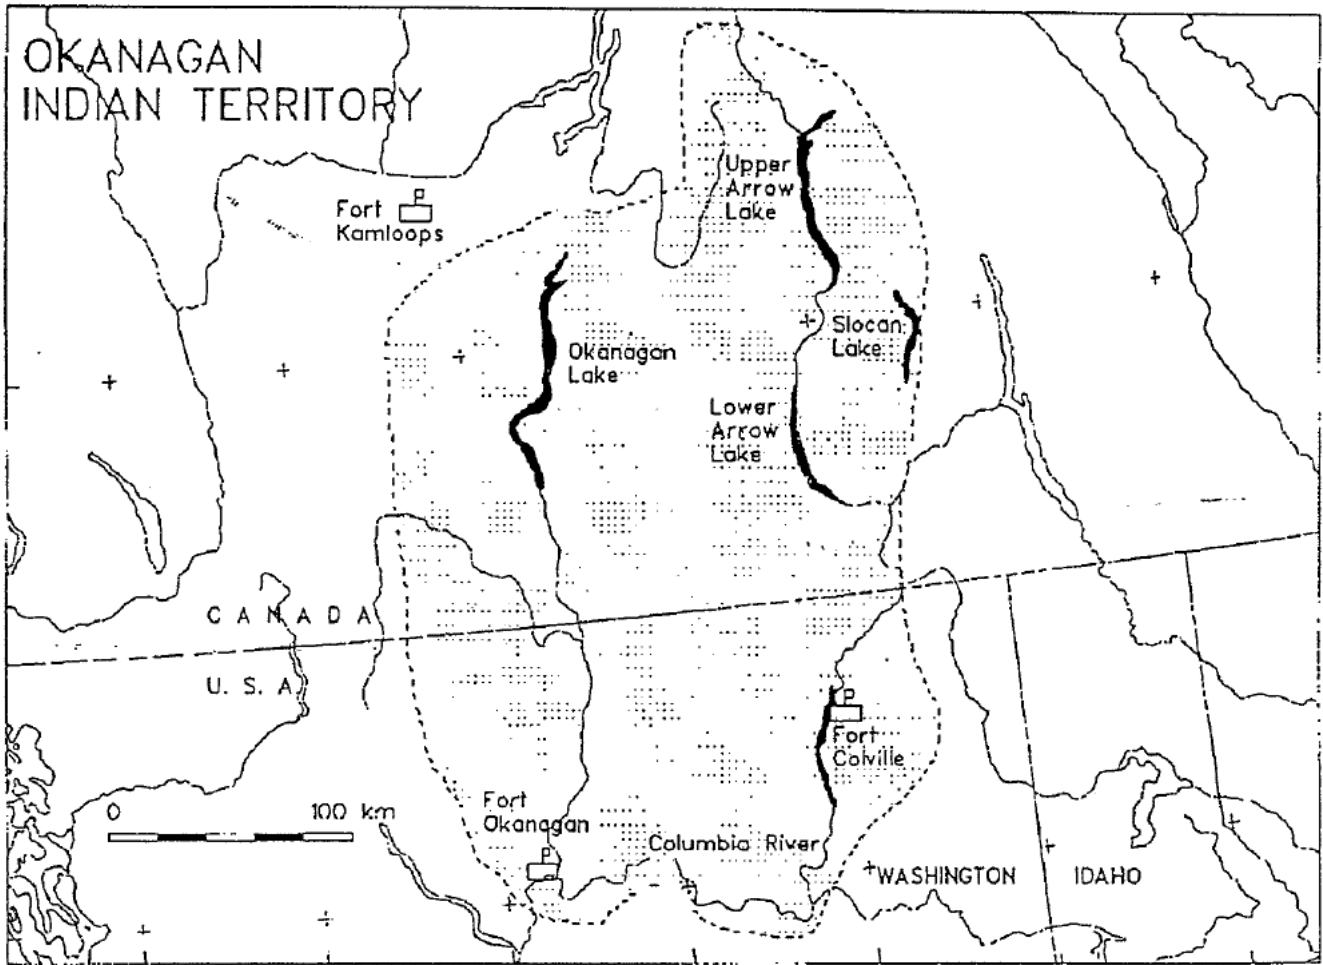 OKANAGAN
INDIAN TERRITORY
Fort
Kamloops
Upper
Arrow
Lake
Slocan
Lake
Okanagan
Lake
Lower
Arrow
Lake
CANADA
U. S. A
Fort
Colville
Fort
Okanagan
0 100 km
Columbia River
WASHINGTON
IDAHO